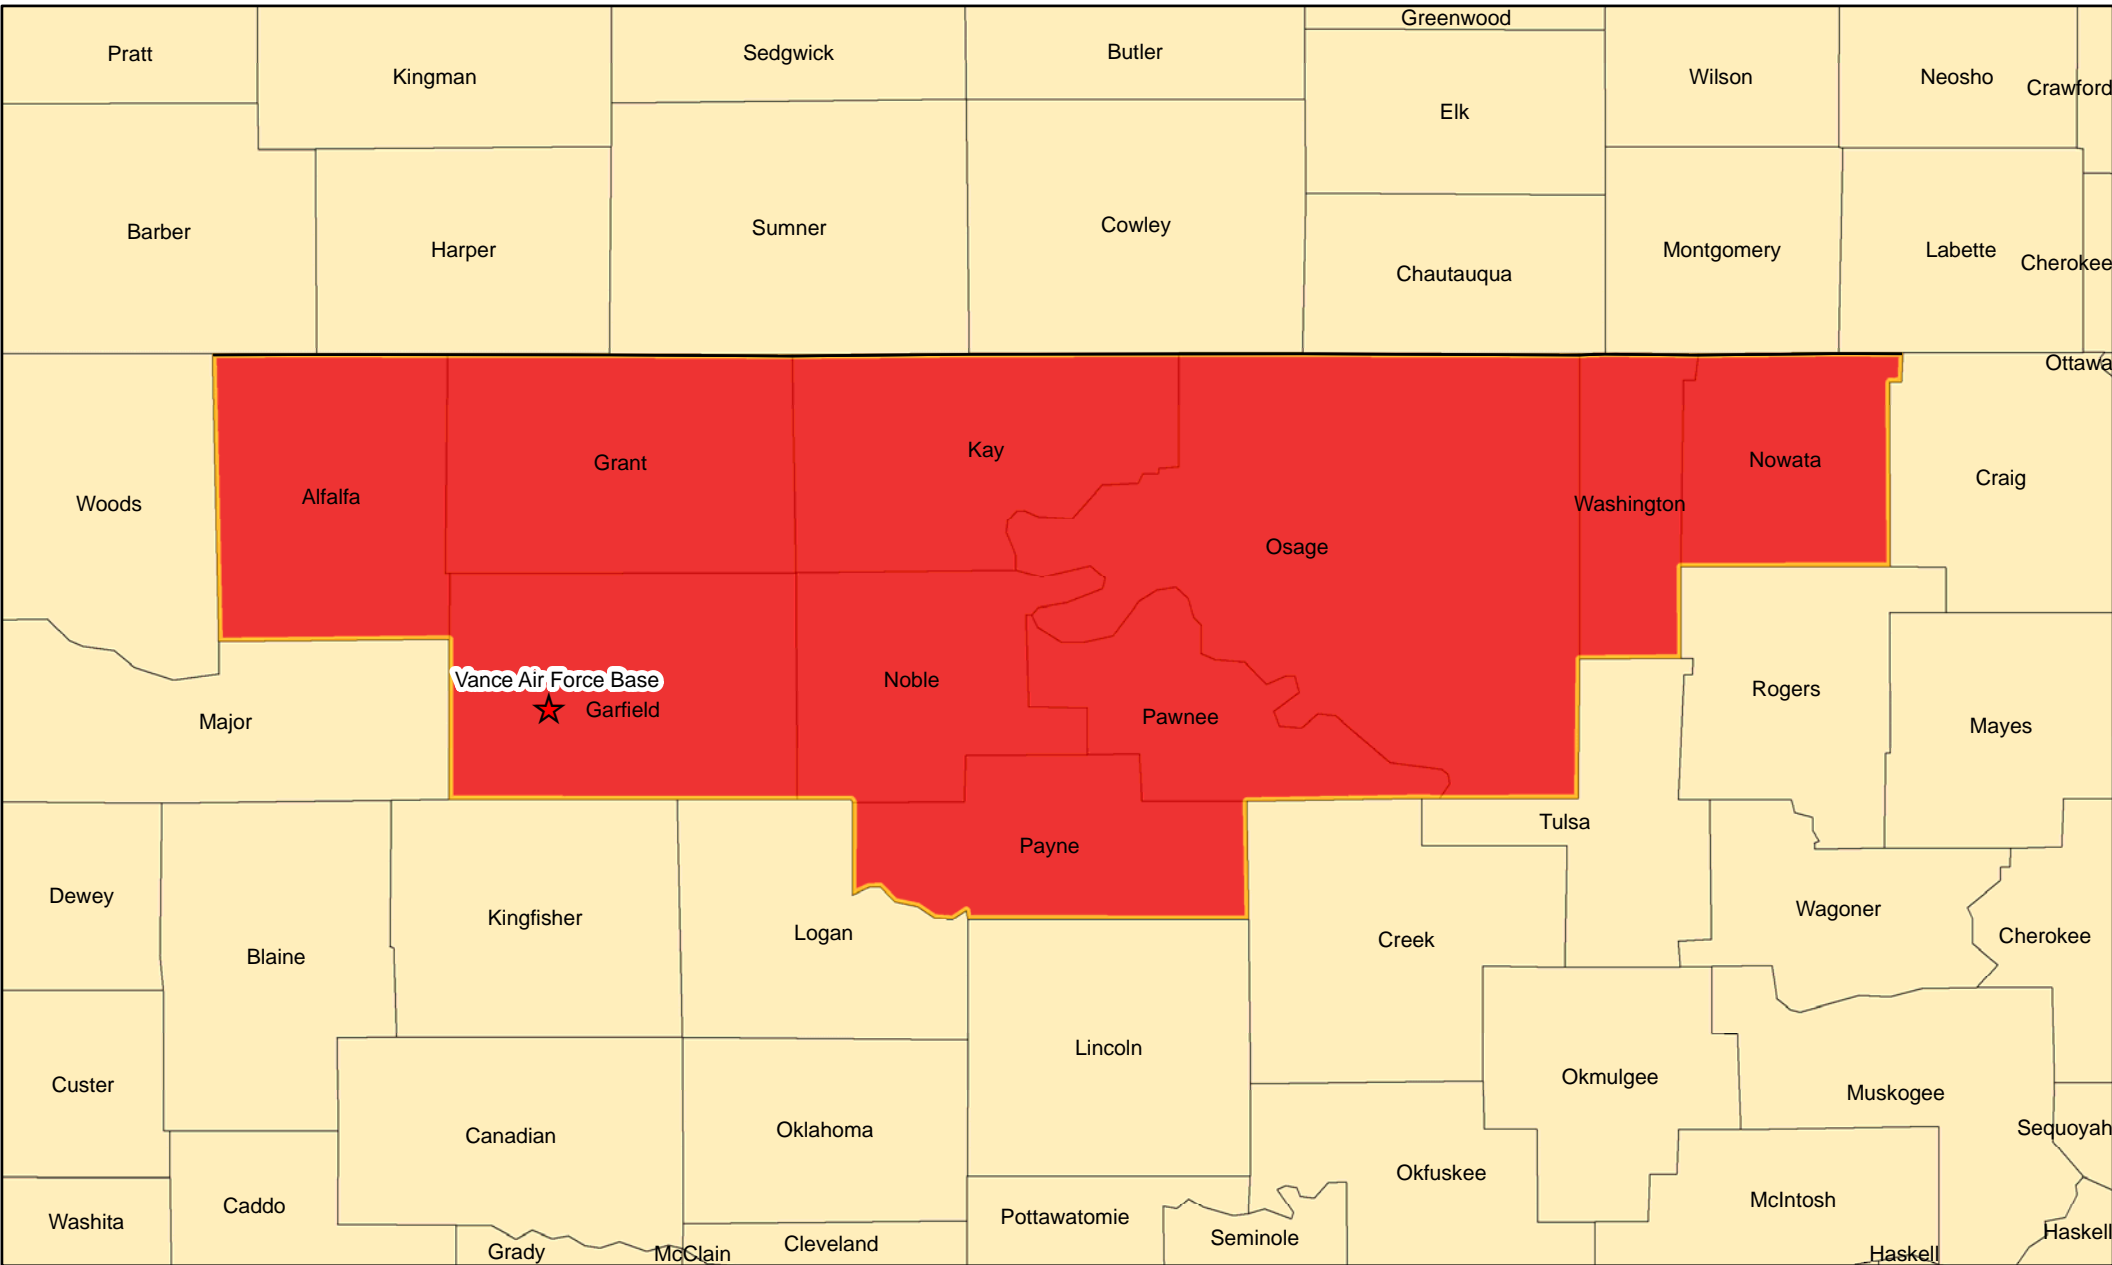 Greenwood
Pratt
Kingman
Sedgwick
Butler
Elk
Wilson
Neosho
Crawford
Barber
Harper
Sumner
Cowley
Chautauqua
Montgomery
Labette
Cherokee
Ottawa
Woods
Alfalfa
Grant
Kay
Osage
Washington
Nowata
Craig
Major
Vance Air Force Base
Garfield
Noble
Pawnee
Rogers
Mayes
Dewey
Blaine
Kingfisher
Logan
Payne
Creek
Tulsa
Wagoner
Cherokee
Custer
Canadian
Oklahoma
Lincoln
Okmulgee
Muskogee
Sequoyah
Washita
Caddo
Grady
McClain
Cleveland
Pottawatomie
Seminole
Okfuskee
McIntosh
Haskell
Haskell